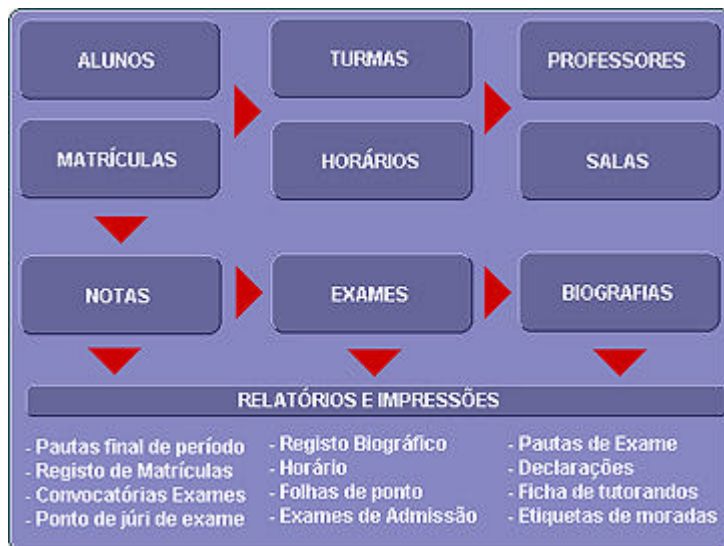 ALUNOS
TURMAS
PROFESSORES
MATRÍCULAS
HORÁRIOS
SALAS
NOTAS
EXAMES
BIOGRAFIAS
RELATÓRIOS E IMPRESSÕES
- Pautas final de período
- Registo de Matrículas
- Convocatórias Exames
- Ponto de júri de exame
- Registo Biográfico
- Horário
- Folhas de ponto
- Exames de Admissão
- Pautas de Exame
- Declarações
- Ficha de tutorandos
- Etiquetas de moradas